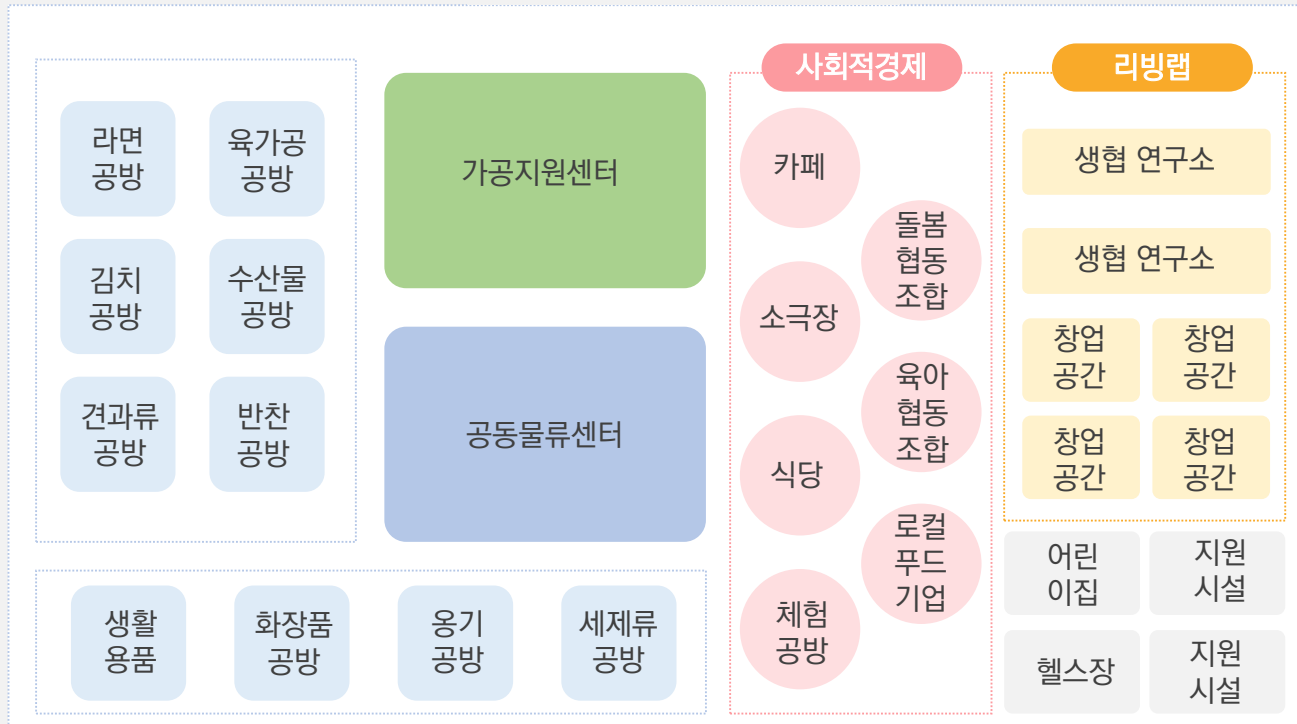 라면
공방
육가공
공방
김치
공방
수산물
공방
견과류
공방
반찬
공방
가공지원센터
공동물류센터
생활
용품
화장품
공방
옹기
공방
세제류
공방
사회적경제
카페
돌봄
협동
조합
소극장
육아
협동
조합
식당
로컬
푸드
기업
체험
공방
리빙랩
생협 연구소
생협 연구소
창업
공간
창업
공간
창업
공간
창업
공간
어린
이집
지원
시설
헬스장
지원
시설